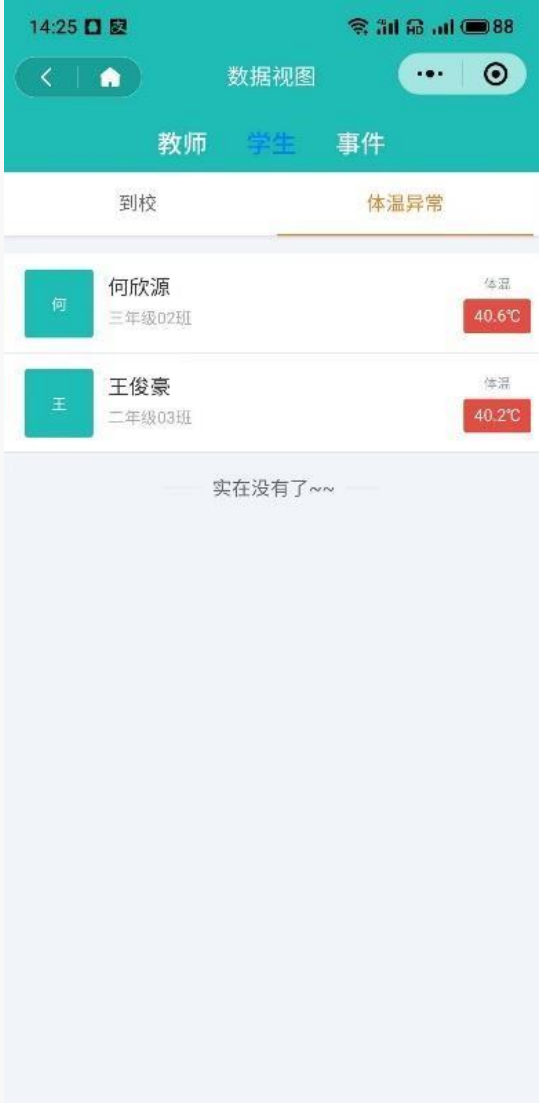 14:25 支 HD 88
数据视图
教师 学生 事件
到校 体温异常
何 何欣源 体温
三年级02班 40.6℃
王 王俊豪 体温
二年级03班 40.2℃
实在没有了~~